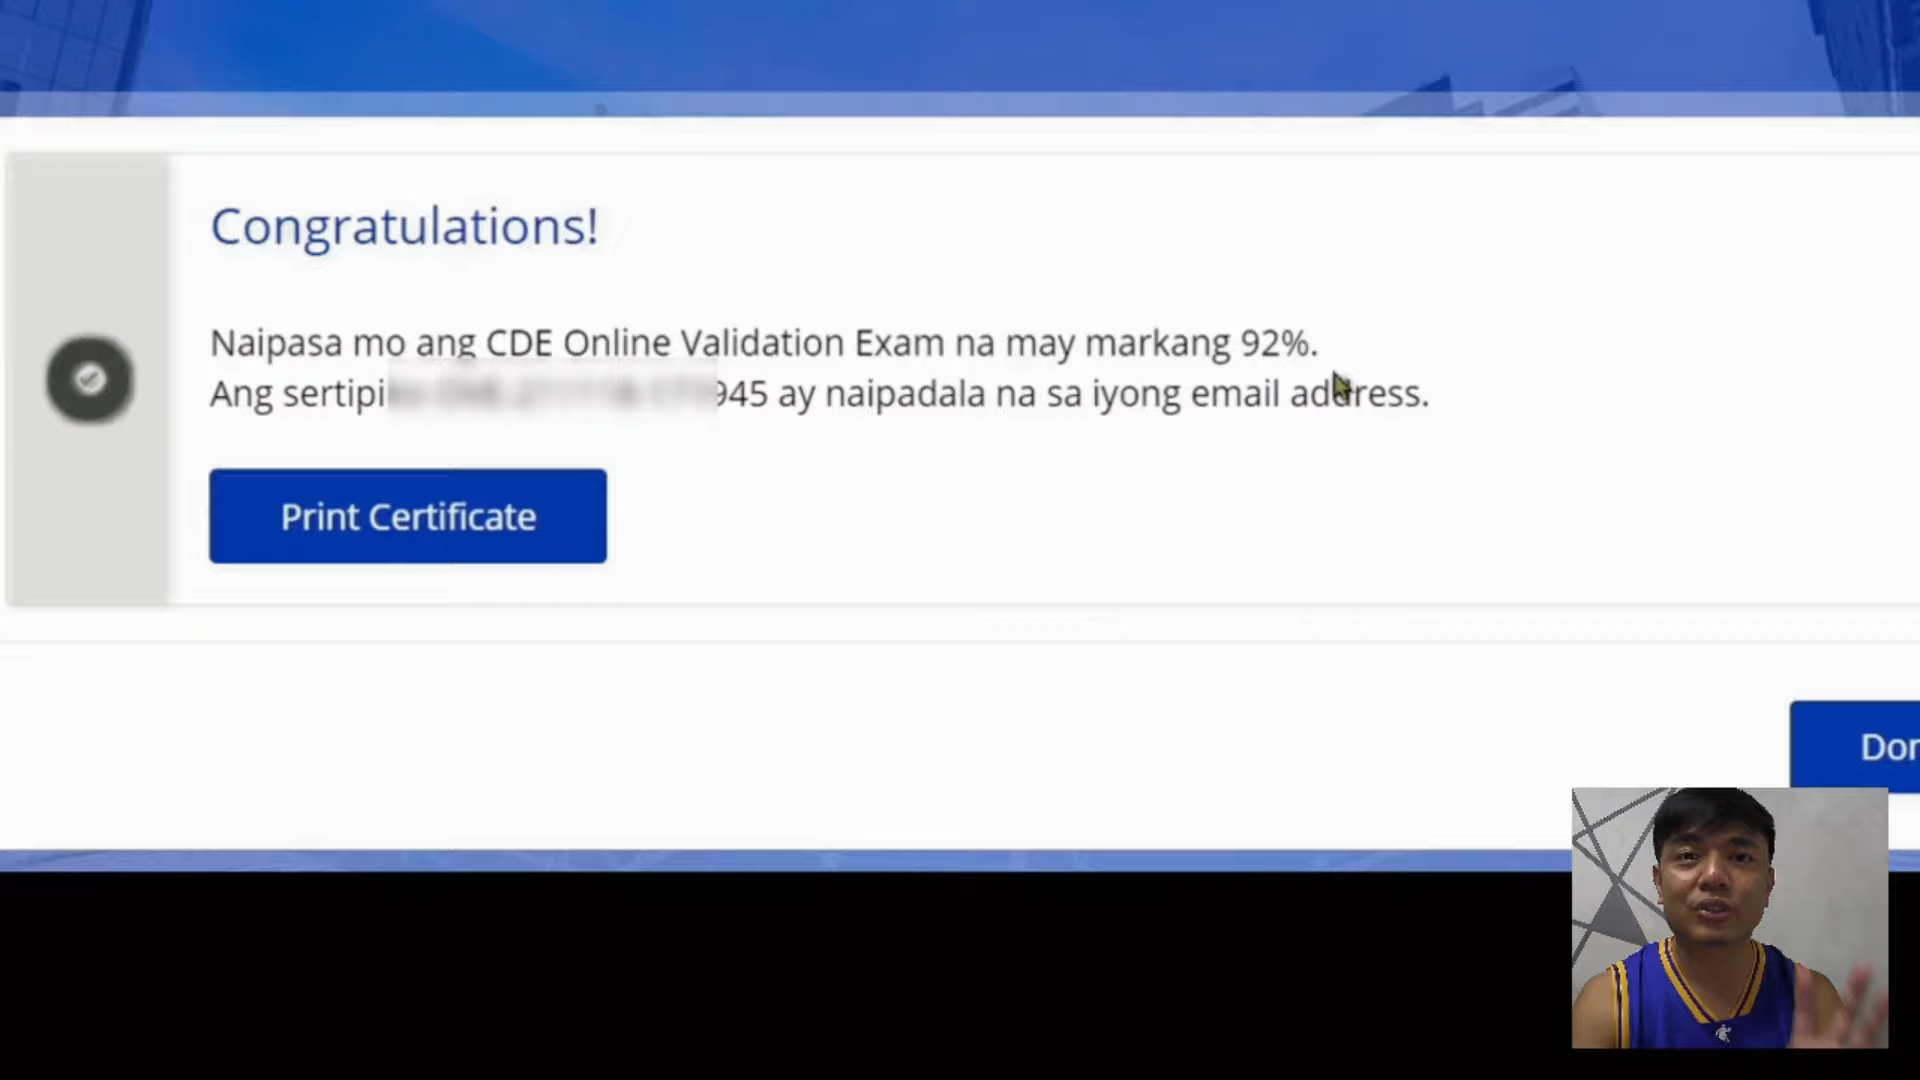 Congratulations!
Naipasa mo ang CDE Online Validation Exam na may markang 92%.
Ang sertipi 945 ay naipadala na sa iyong email address.
Print Certificate
Don